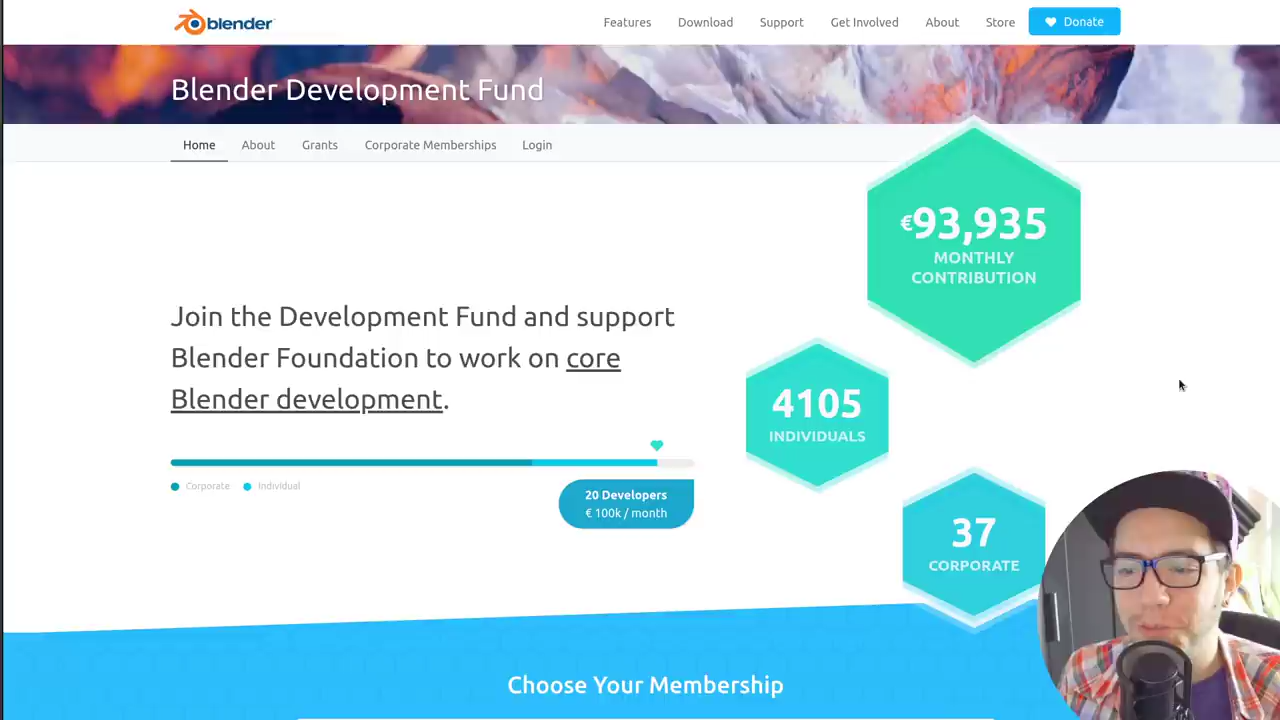 blender
Features
Download
Support
Get Involved
About
Store
Donate
Blender Development Fund
Home
About
Grants
Corporate Memberships
Login
€93,935
MONTHLY
CONTRIBUTION
Join the Development Fund and support
Blender Foundation to work on core
Blender development.
4105
INDIVIDUALS
Corporate
Individual
20 Developers
€ 100k / month
37
CORPORATE
Choose Your Membership